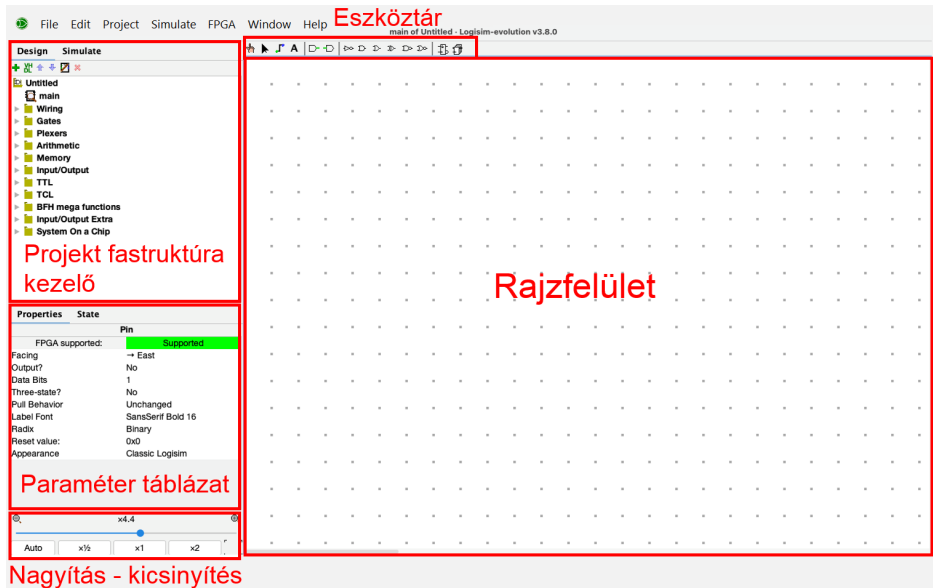 File Edit Project Simulate FPGA Window Help
Eszköztár
main of Untitled · Logisim-evolution v3.8.0
Design Simulate
A
Untitled
main
Wiring
Gates
Plexers
Arithmetic
Memory
Input/Output
TTL
TCL
BFH mega functions
Input/Output Extra
System On a Chip
Projekt fastruktúra
kezelő
Rajzfelület
Properties State
Pin
FPGA supported: Supported
Facing → East
Output? No
Data Bits 1
Three-state? No
Pull Behavior Unchanged
Label Font SansSerif Bold 16
Radix Binary
Reset value: 0x0
Appearance Classic Logisim
Paraméter táblázat
x4.4
Auto x½ x1 x2
Nagyítás - kicsinyítés